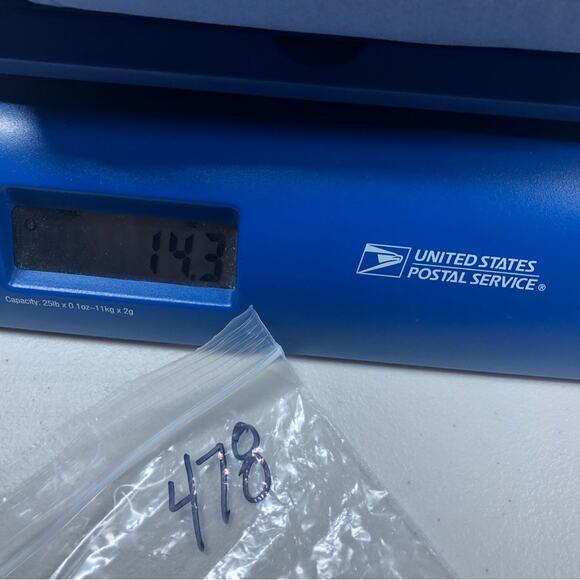 14.3
UNITED STATES
POSTAL SERVICE ®
Capacity: 25lb x 0.1oz–11kg x 2g
478